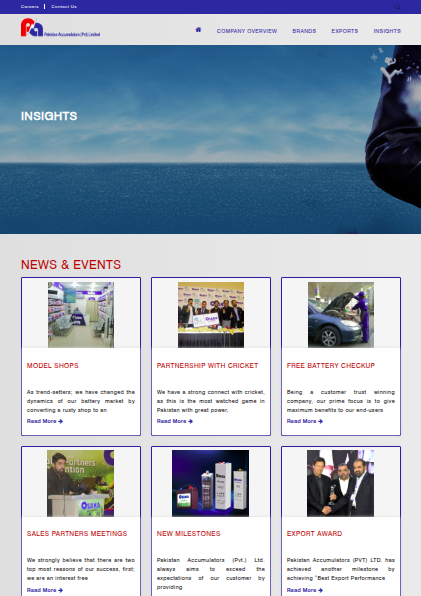 Careers
Contact Us
Pakistan Accumulators (Pvt) Limited
COMPANY OVERVIEW
BRANDS
EXPORTS
INSIGHTS
INSIGHTS
NEWS & EVENTS
MODEL SHOPS
As trend-setters; we have changed the
dynamics of our battery market by
converting a rusty shop to an
Read More
PARTNERSHIP WITH CRICKET
We have a strong connect with cricket,
as this is the most watched game in
Pakistan with great power,
Read More
FREE BATTERY CHECKUP
Being a customer trust winning
company, our prime focus is to give
maximum benefits to our end-users
Read More
OSAKA
SALES PARTNERS MEETINGS
We strongly believe that there are two
top most reasons of our success, first;
we are an interest free
Read More
NEW MILESTONES
Pakistan Accumulators (Pvt.) Ltd.
always aims to exceed the
expectations of our customer by
providing
EXPORT AWARD
Pakistan Accumulators (PVT) LTD. has
achieved another milestone by
achieving "Best Export Performance
Read More